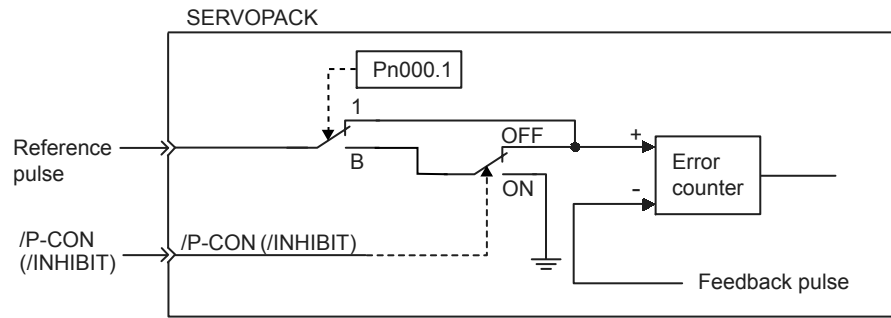 SERVOPACK
Pn000.1
1
Reference
pulse
B
OFF
ON
+
-
Error
counter
/P-CON
(/INHIBIT)
/P-CON (/INHIBIT)
Feedback pulse